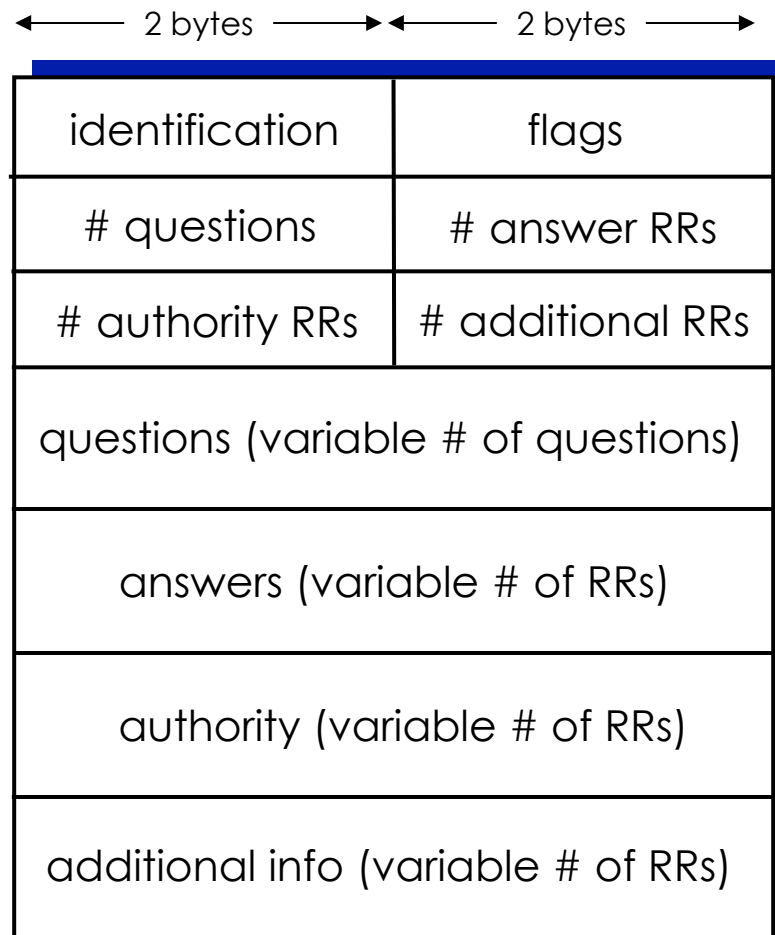 2 bytes 2 bytes
identification flags
# questions # answer RRs
# authority RRs # additional RRs
questions (variable # of questions)
answers (variable # of RRs)
authority (variable # of RRs)
additional info (variable # of RRs)